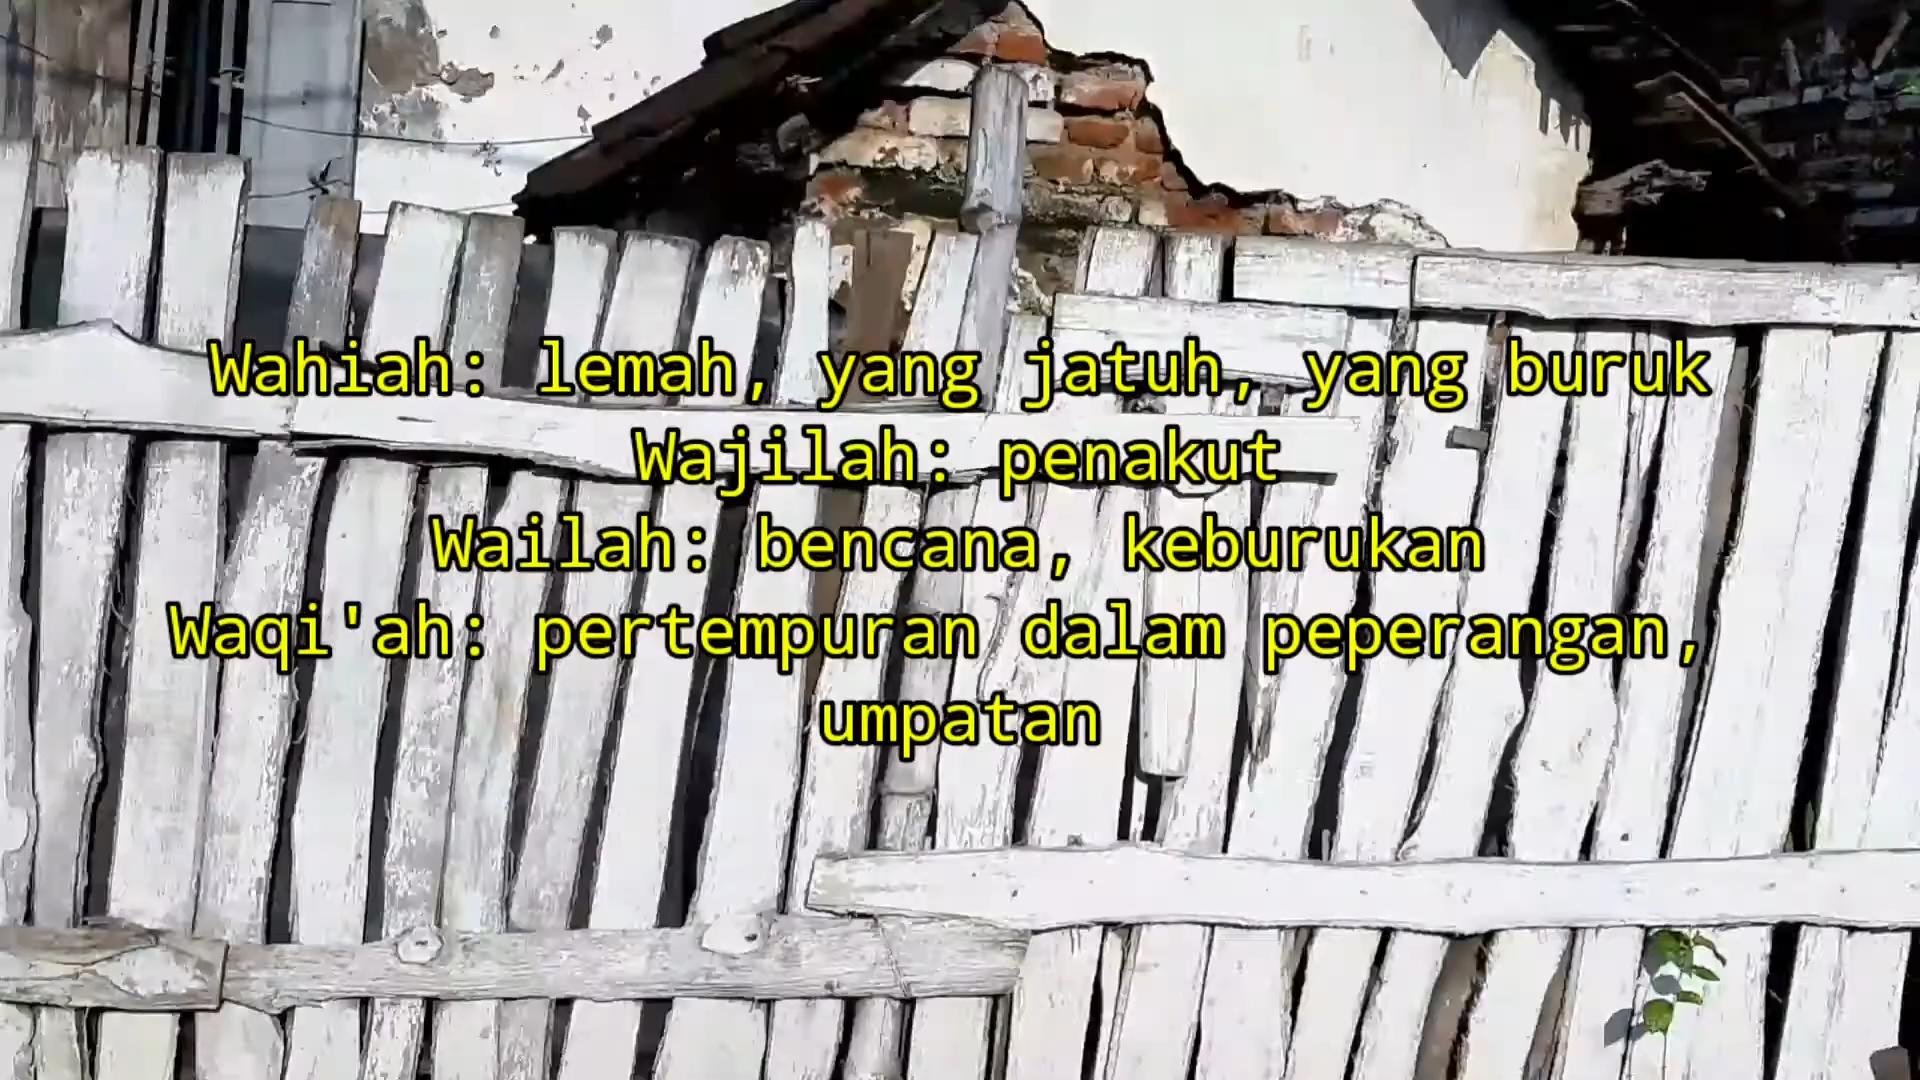 Wahiah: lemah, yang jatuh, yang buruk
Wajilah: penakut
Wailah: bencana, keburukan
Waqi'ah: pertempuran dalam peperangan,
umpatan